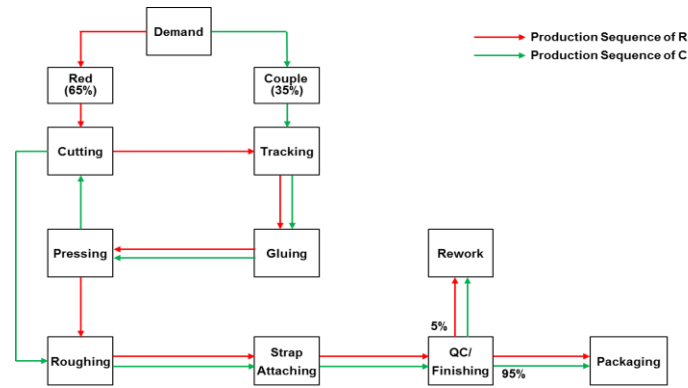 Demand
Production Sequence of R
Production Sequence of C
Red
(65%)
Couple
(35%)
Cutting
Tracking
Pressing
Gluing
Rework
5%
Roughing
Strap
Attaching
QC/
Finishing
95%
Packaging